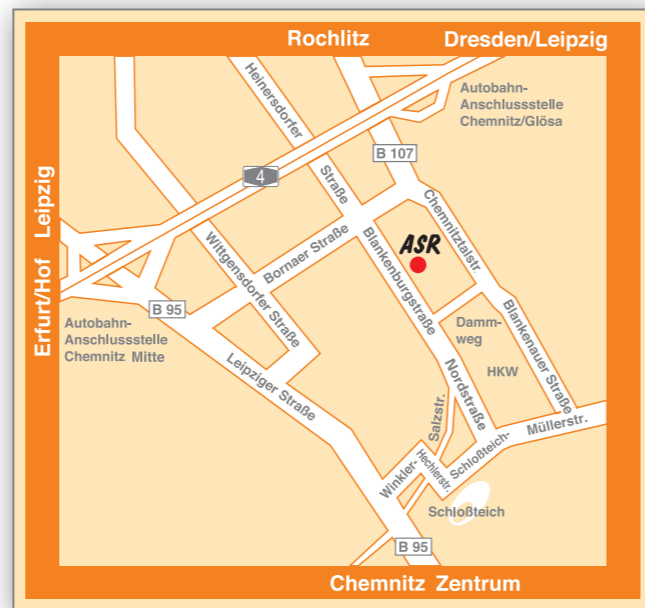 Rochlitz
Dresden/Leipzig
Heinersdorfer
Straße
Autobahn-
Anschlussstelle
Chemnitz/Glösa
B 107
4
Leipzig
Erfurt/Hof
Wittgensdorfer Straße
Bornaer Straße
Blankenburgstraße
ASR
Chemnitztalstr.
B 95
Autobahn-
Anschlussstelle
Chemnitz Mitte
Leipziger Straße
Damm-
weg
HKW
Blankenauer Straße
Nordstraße
Salzstr.
Winkler-
Hechlerstr.
Schloßteich-
Müllerstr.
Schloßteich
B 95
Chemnitz Zentrum